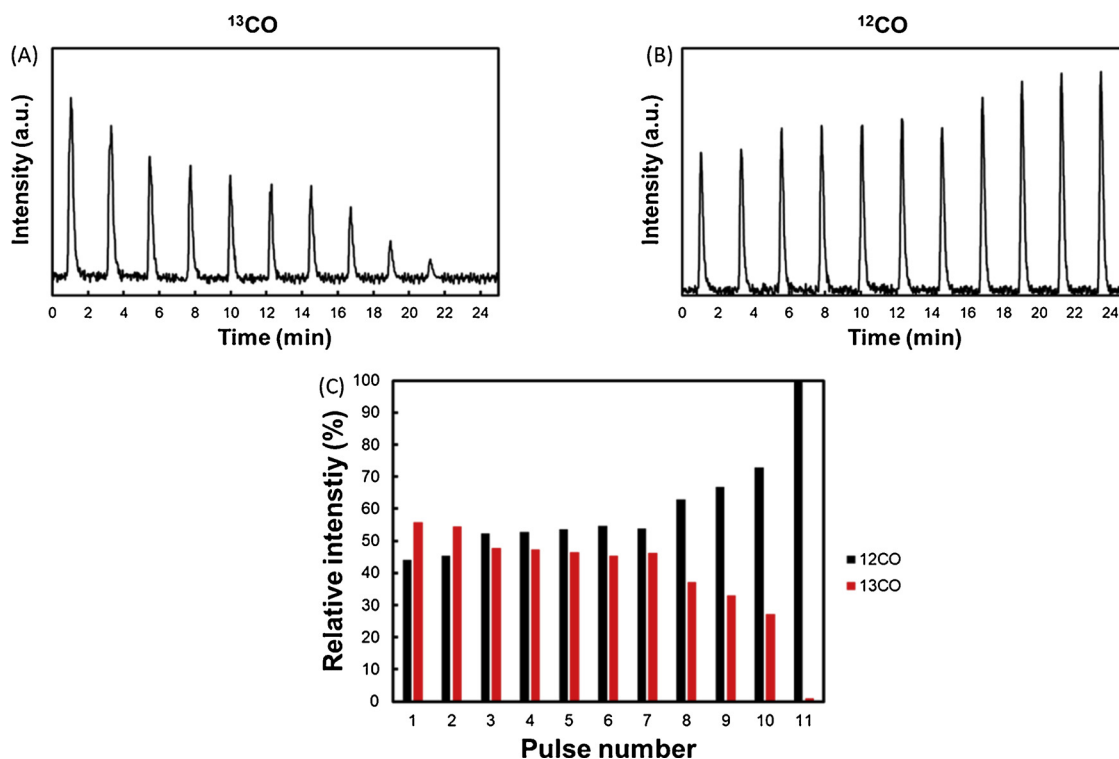 ¹³CO
(A)
Intensity (a.u.)
0 2 4 6 8 10 12 14 16 18 20 22 24
Time (min)
¹²CO
(B)
Intensity (a.u.)
0 2 4 6 8 10 12 14 16 18 20 22 24
Time (min)
(C)
Relative intenstiy (%)
100
90
80
70
60
50
40
30
20
10
0
1 2 3 4 5 6 7 8 9 10 11
Pulse number
12CO
13CO